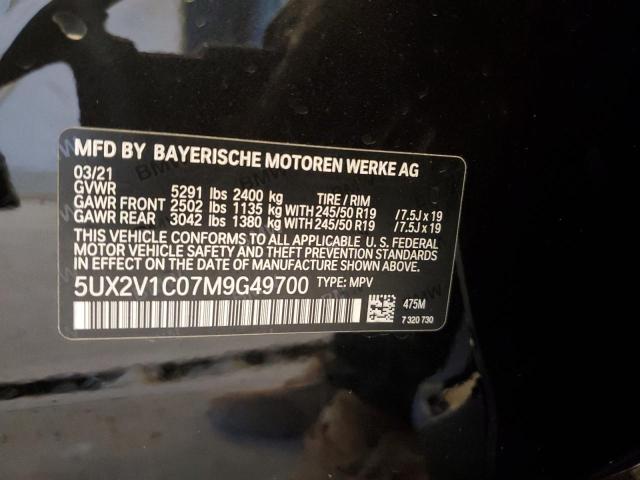 MFD BY BAYERISCHE MOTOREN WERKE AG
03/21
GVWR 5291 lbs 2400 kg TIRE / RIM
GAWR FRONT 2502 lbs 1135 kg WITH 245/50 R19 / 7.5J x 19
GAWR REAR 3042 lbs 1380 kg WITH 245/50 R19 / 7.5J x 19
THIS VEHICLE CONFORMS TO ALL APPLICABLE U. S. FEDERAL
MOTOR VEHICLE SAFETY AND THEFT PREVENTION STANDARDS
IN EFFECT ON THE DATE OF MANUFACTURE SHOWN ABOVE.
5UX2V1C07M9G49700 TYPE: MPV
475M
7 320 730